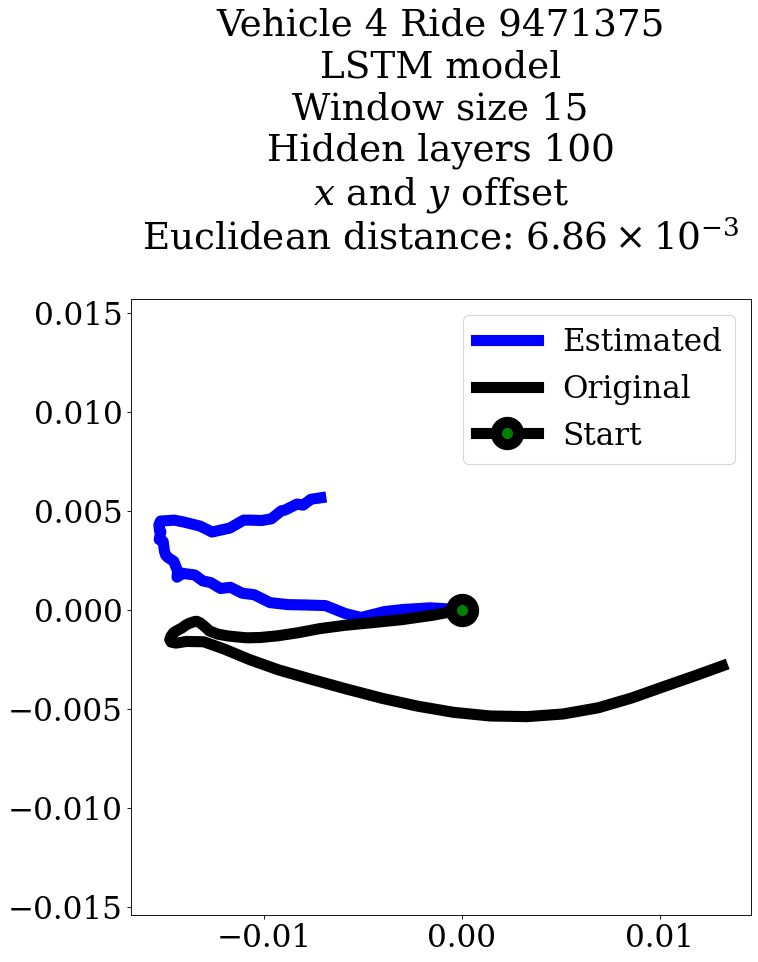 Vehicle 4 Ride 9471375
LSTM model
Window size 15
Hidden layers 100
x and y offset
Euclidean distance: 6.86 × 10⁻³
Estimated
Original
Start
0.015
0.010
0.005
0.000
−0.005
−0.010
−0.015
−0.01 0.00 0.01